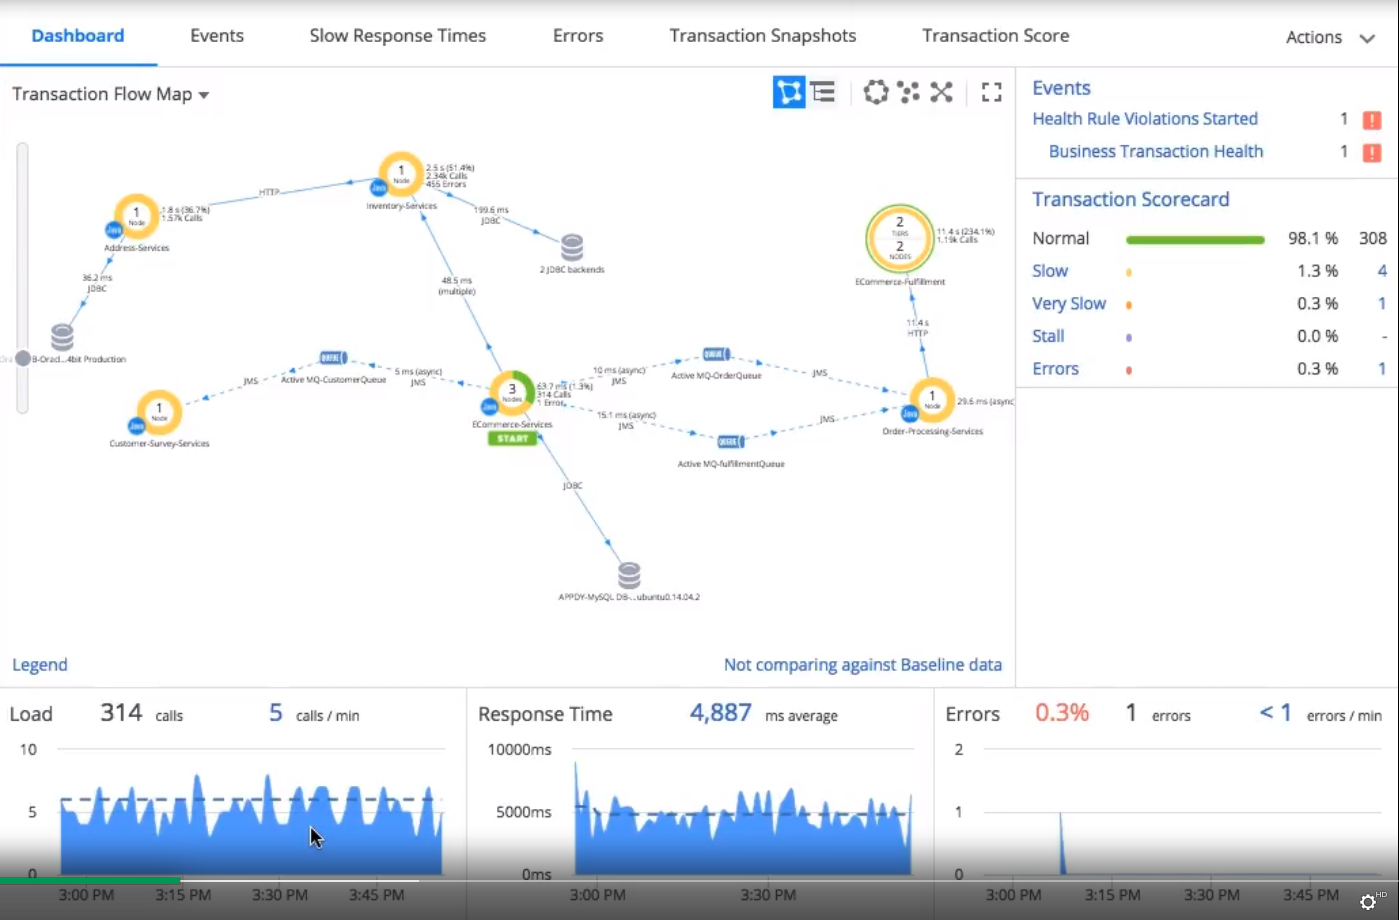 Dashboard
Events
Slow Response Times
Errors
Transaction Snapshots
Transaction Score
Actions
Transaction Flow Map
1
Node
2.5 s (51.4%)
2.34k Calls
455 Errors
Java
Inventory-Services
HTTP
1
Node
1.8 s (36.7%)
1.57k Calls
Java
Address-Services
199.6 ms
JDBC
2 JDBC backends
36.2 ms
JDBC
B-Orad...4bit Production
48.5 ms
(multiple)
2
TIERS
2
NODES
11.4 s (234.1%)
1.19k Calls
ECommerce-Fulfillment
11.4 s
HTTP
QUEUE
Active MQ-CustomerQueue
5 ms (async)
JMS
JMS
1
Node
Java
Customer-Survey-Services
3
Nodes
63.7 ms (1.3%)
314 Calls
1 Error
Java
ECommerce-Services
START
10 ms (async)
JMS
QUEUE
Active MQ-OrderQueue
JMS
15.1 ms (async)
JMS
QUEUE
Active MQ-fulfillmentQueue
JMS
1
Node
29.6 ms (async
Java
Order-Processing-Services
JDBC
APPDY-MySQL DB-...ubuntu0.14.04.2
Legend
Not comparing against Baseline data
Events
Health Rule Violations Started 1 !
Business Transaction Health 1 !
Transaction Scorecard
Normal 98.1 % 308
Slow 1.3 % 4
Very Slow 0.3 % 1
Stall 0.0 % -
Errors 0.3 % 1
Load 314 calls 5 calls / min
10
5
0
3:00 PM 3:15 PM 3:30 PM 3:45 PM
Response Time 4,887 ms average
10000ms
5000ms
0ms
3:00 PM 3:30 PM
Errors 0.3% 1 errors < 1 errors / min
2
1
0
3:00 PM 3:15 PM 3:30 PM 3:45 PM
HD